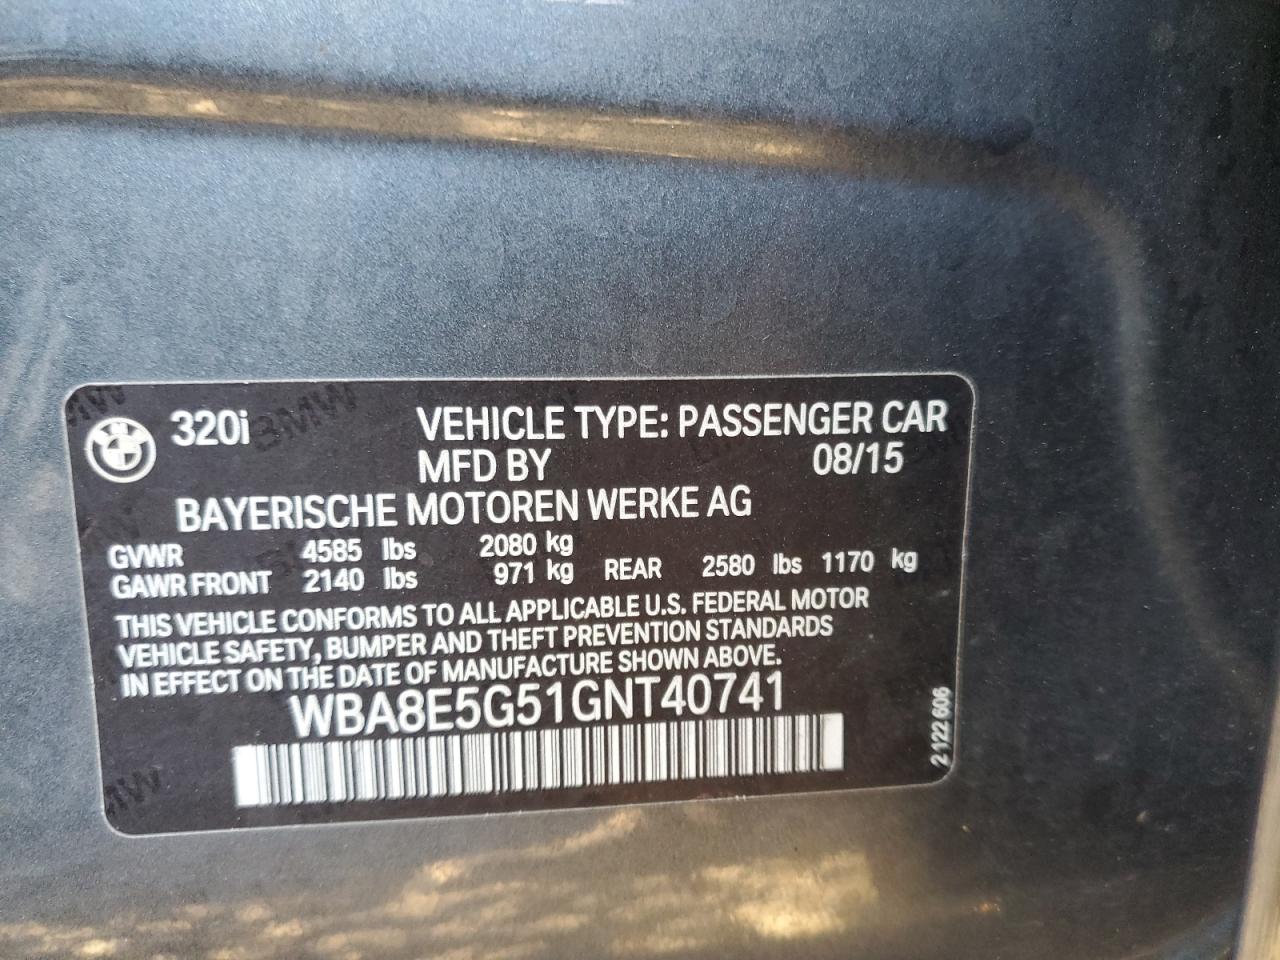 320i VEHICLE TYPE: PASSENGER CAR
MFD BY 08/15
BAYERISCHE MOTOREN WERKE AG
GVWR 4585 lbs 2080 kg
GAWR FRONT 2140 lbs 971 kg REAR 2580 lbs 1170 kg
THIS VEHICLE CONFORMS TO ALL APPLICABLE U.S. FEDERAL MOTOR
VEHICLE SAFETY, BUMPER AND THEFT PREVENTION STANDARDS
IN EFFECT ON THE DATE OF MANUFACTURE SHOWN ABOVE.
WBA8E5G51GNT40741
2 122 606